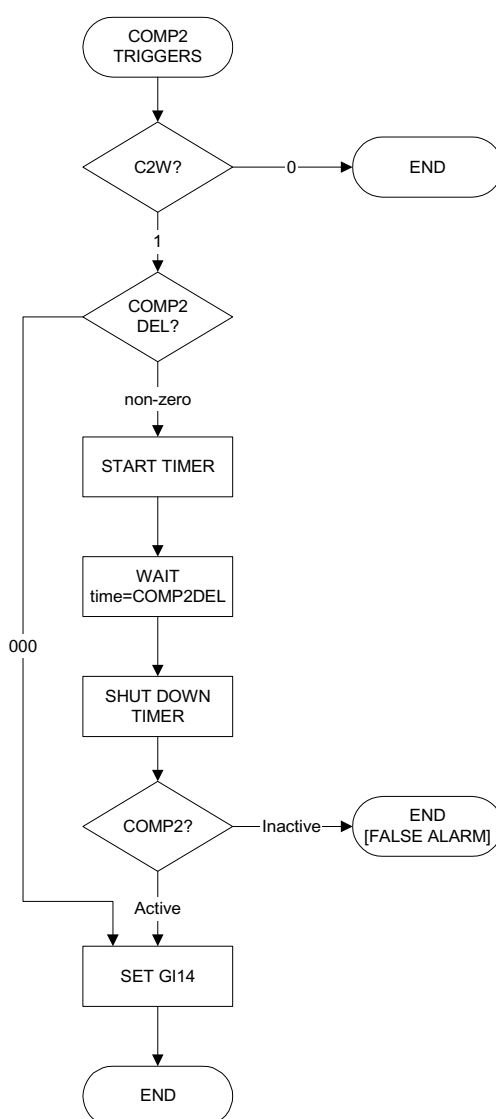 COMP2
TRIGGERS
C2W?
0
END
1
COMP2
DEL?
non-zero
START TIMER
WAIT
time=COMP2DEL
000
SHUT DOWN
TIMER
COMP2?
Inactive
END
[FALSE ALARM]
Active
SET GI14
END